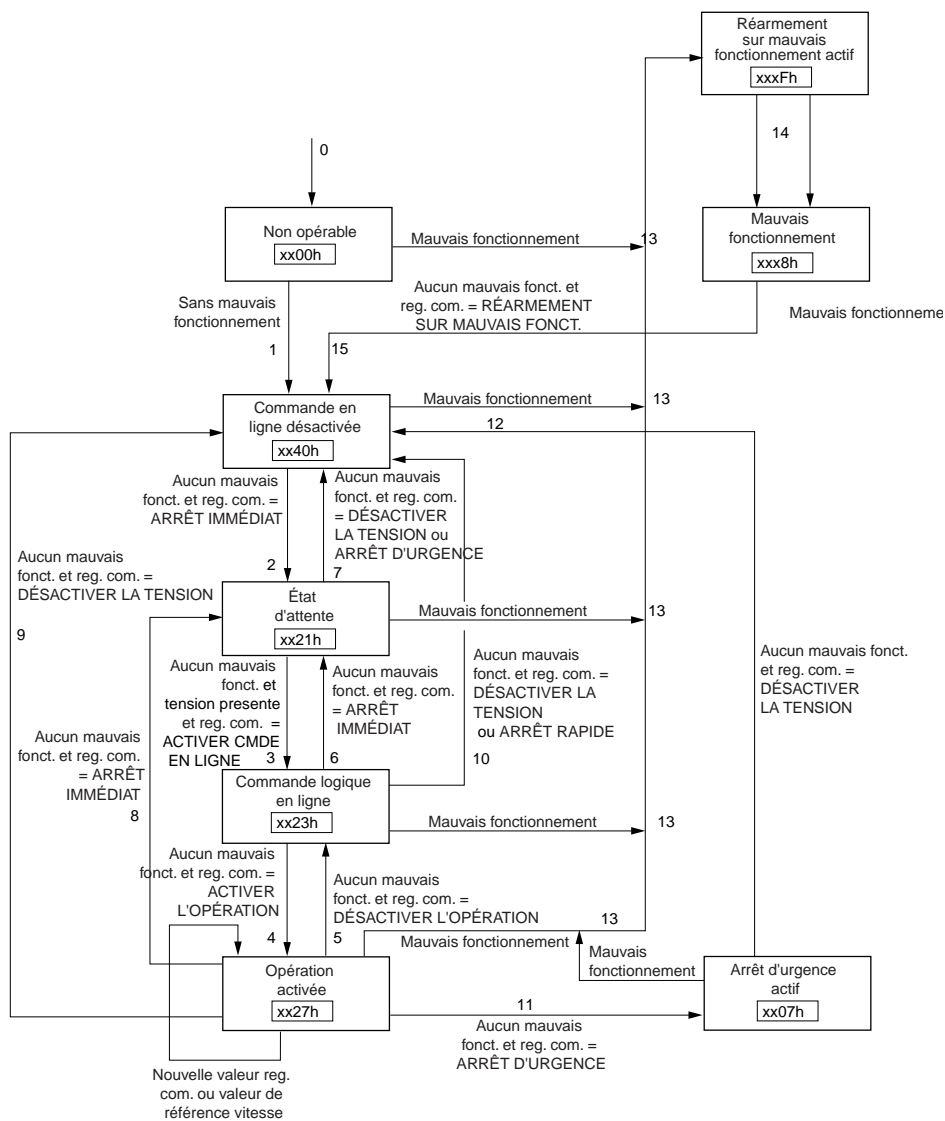 Réarmement
sur mauvais
fonctionnement actif
xxxFh
14
0
Non opérable
xx00h
Mauvais fonctionnement
13
Mauvais
fonctionnement
xxx8h
Sans mauvais
fonctionnement
1
Aucun mauvais fonct. et
reg. com. = RÉARMEMENT
SUR MAUVAIS FONCT.
15
Mauvais fonctionneme
Commande en
ligne désactivée
xx40h
Mauvais fonctionnement
13
12
Aucun mauvais
fonct. et reg. com. =
ARRÊT IMMÉDIAT
2
Aucun mauvais
fonct. et reg. com.
= DÉSACTIVER
LA TENSION ou
ARRÊT D'URGENCE
7
Aucun mauvais
fonct. et reg. com. =
DÉSACTIVER LA TENSION
9
État
d'attente
xx21h
Mauvais fonctionnement
13
Aucun mauvais
fonct. et
tension presente
et reg. com. =
ACTIVER CMDE
EN LIGNE
3
Aucun mauvais
fonct. et reg. com.
= ARRÊT
IMMÉDIAT
6
Aucun mauvais
fonct. et reg. com. =
DÉSACTIVER LA
TENSION
ou ARRÊT RAPIDE
10
Aucun mauvais fonct.
et reg. com. =
DÉSACTIVER
LA TENSION
Aucun mauvais
fonct. et reg. com.
= ARRÊT
IMMÉDIAT
8
Commande logique
en ligne
xx23h
Mauvais fonctionnement
13
Aucun mauvais
fonct. et reg. com. =
ACTIVER
L'OPÉRATION
4
Aucun mauvais
fonct. et reg. com. =
DÉSACTIVER L'OPÉRATION
5
13
Mauvais fonctionnement
Mauvais
fonctionnement
Opération
activée
xx27h
Arrêt d'urgence
actif
xx07h
11
Aucun mauvais
fonct. et reg. com. =
ARRÊT D'URGENCE
Nouvelle valeur reg.
com. ou valeur de
référence vitesse